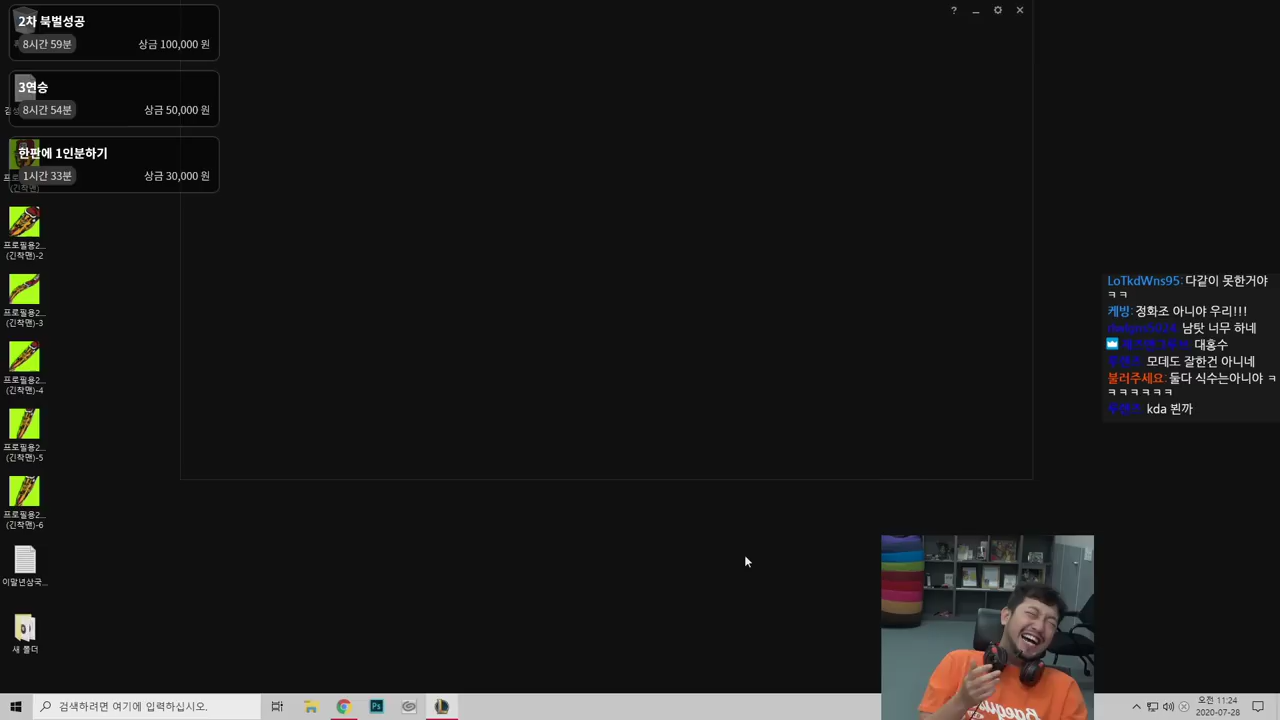 2차 북벌성공
8시간 59분
상금 100,000 원
3연승
8시간 54분
상금 50,000 원
한판에 1인분하기
1시간 33분
상금 30,000 원
(긴착맨)
프로필용2...
(긴착맨)-2
프로필용2...
(긴착맨)-3
프로필용2...
(긴착맨)-4
프로필용2...
(긴착맨)-5
프로필용2...
(긴착맨)-6
이말년상국...
새 폴더
LoTkdWns95: 다같이 못한거야
ㅋㅋ
케빙: 정화조 아니야 우리!!!
남탓 너무 하네
대홍수
모데도 잘한건 아니네
불러주세요: 둘다 식수는아니야 ㅋ
ㅋㅋㅋㅋㅋㅋ
kda 뵌까
검색하려면 여기에 입력하십시오.
Ps
오전 11:24
2020-07-28